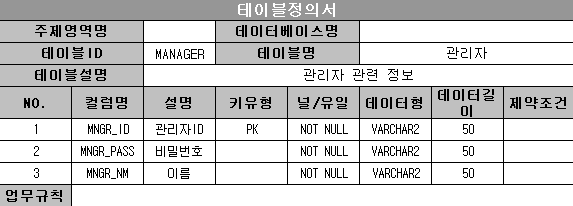 테이블정의서
주제영역명 데이터베이스명
테이블ID MANAGER 테이블명 관리자
테이블설명 관리자 관련 정보
NO. 컬럼명 설명 키유형 널/유일 데이터형 데이터길이 제약조건
1 MNGR_ID 관리자ID PK NOT NULL VARCHAR2 50
2 MNGR_PASS 비밀번호 NOT NULL VARCHAR2 50
3 MNGR_NM 이름 NOT NULL VARCHAR2 50
업무규칙